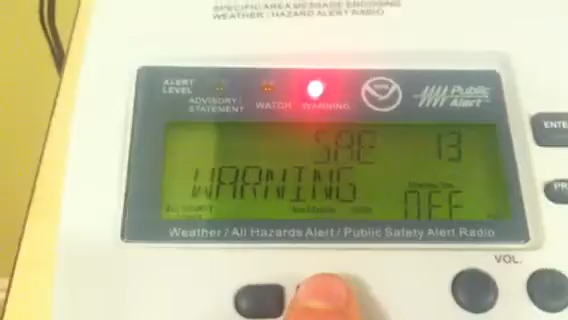 SPECIFIC AREA MESSAGE ENCODING
WEATHER / HAZARD ALERT RADIO
ALERT
LEVEL
ADVISORY /
STATEMENT
WATCH
WARNING
Public
Alert
SAE 13
WARNING
OFF
Weather / All Hazards Alert / Public Safety Alert Radio
VOL.
ENTE
PR